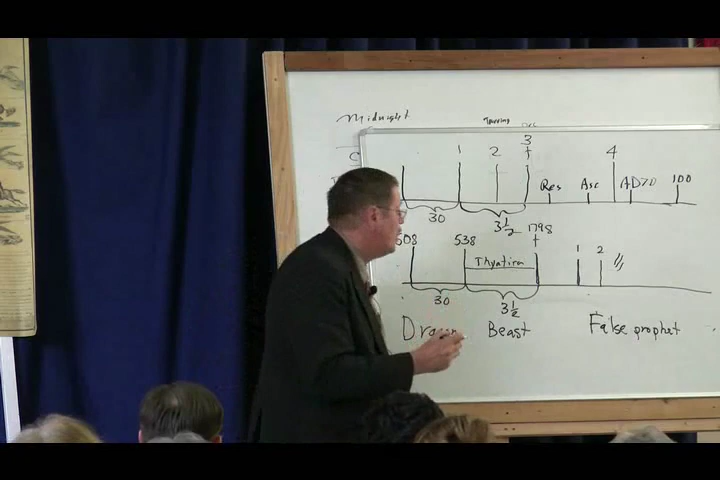 Midnight
3
1 2 4
C
Res Asc AD70 100
30 3½ 1798
508 538 1 2
Thyatira
30 3½
Dragon Beast False prophet